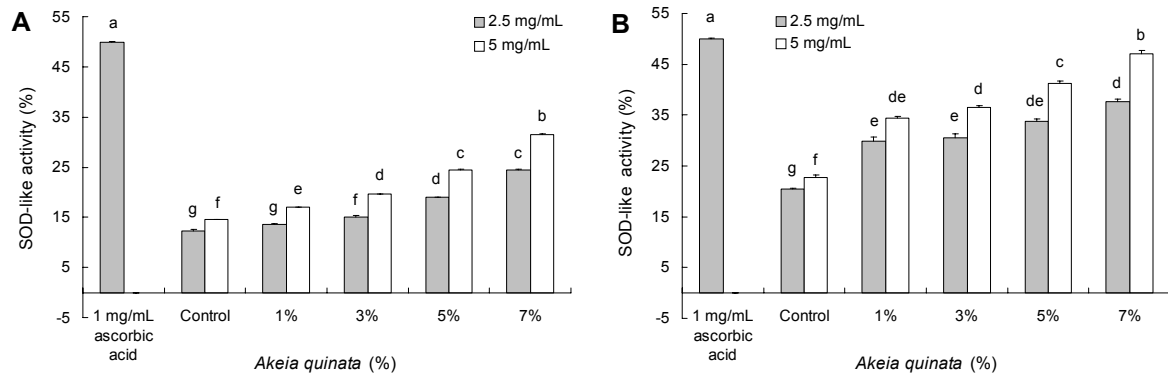 A
SOD-like activity (%)
55
45
35
25
15
5
-5
2.5 mg/mL
5 mg/mL
a
g f
g e
f d
d c
c b
1 mg/mL
ascorbic
acid
Control 1% 3% 5% 7%
Akeia quinata (%)
B
SOD-like activity (%)
55
45
35
25
15
5
-5
2.5 mg/mL
5 mg/mL
a
g f
e de
e d
de c
d b
1 mg/mL
ascorbic
acid
Control 1% 3% 5% 7%
Akeia quinata (%)